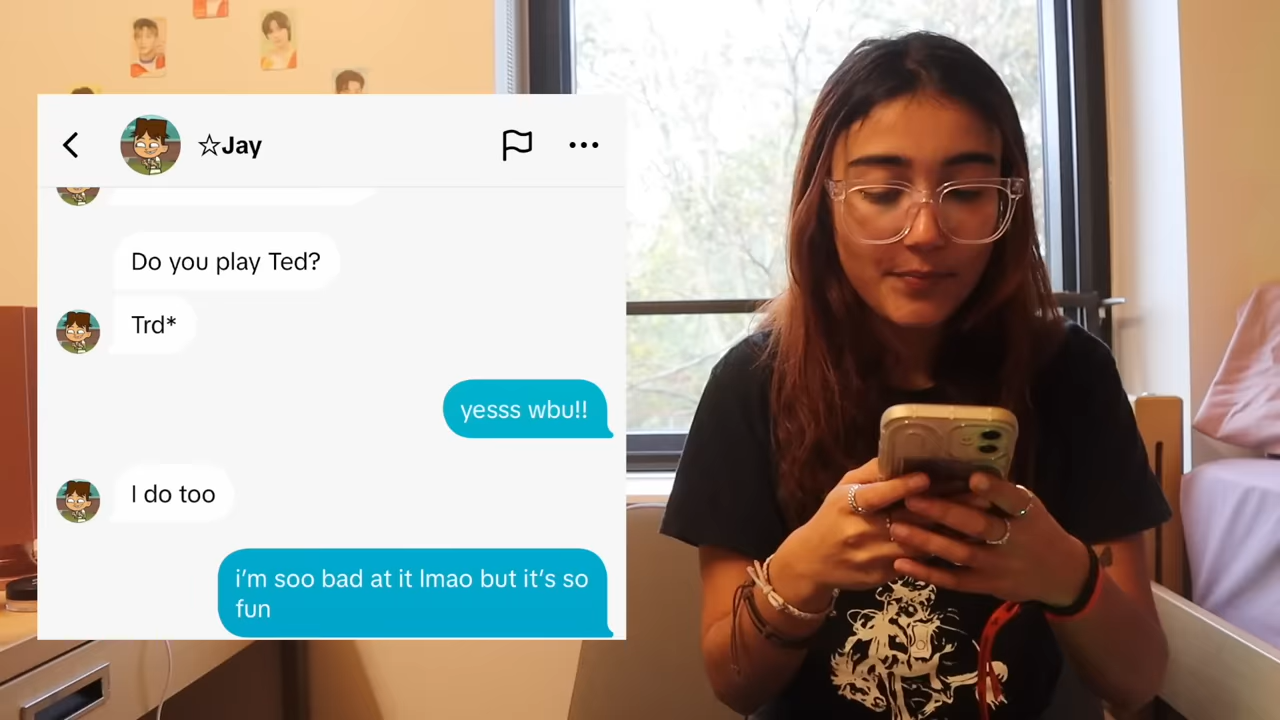 ☆Jay
Do you play Ted?
Trd*
yesss wbu!!
I do too
i'm soo bad at it lmao but it's so
fun